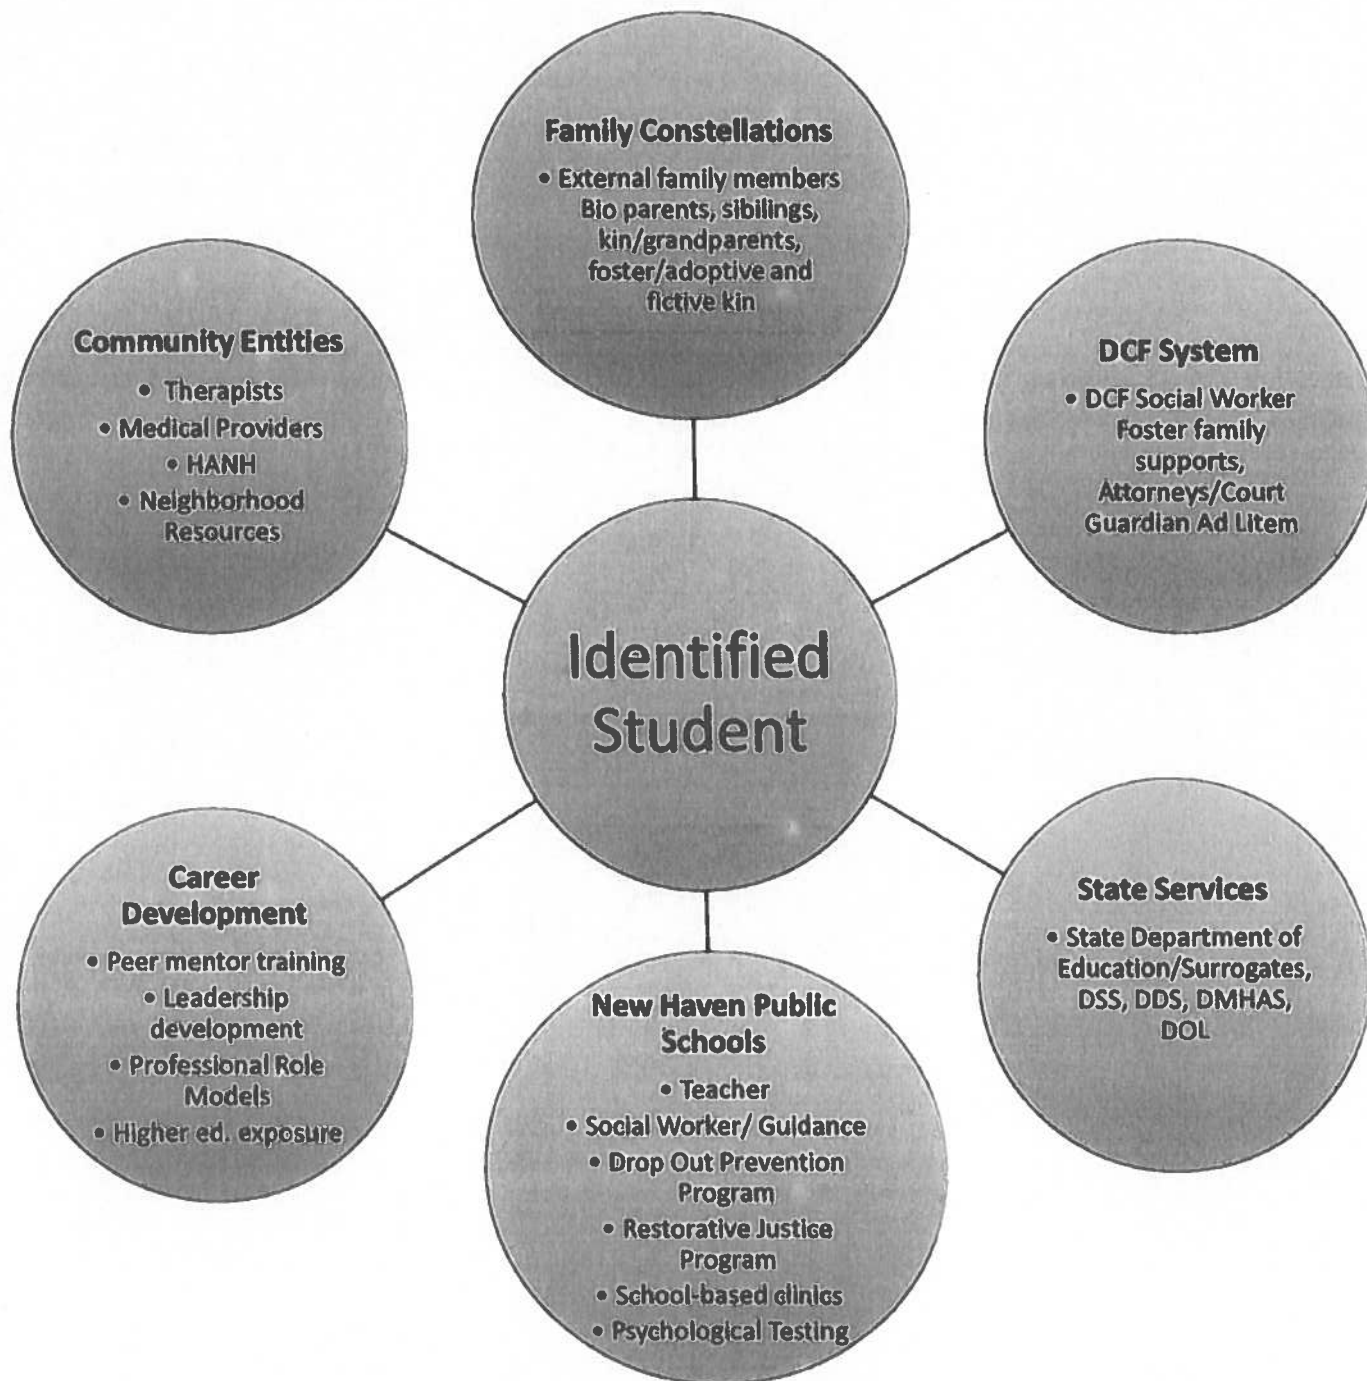 Family Constellations
• External family members
Bio parents, sibilings,
kin/grandparents,
foster/adoptive and
fictive kin
Community Entities
• Therapists
• Medical Providers
• HANH
• Neighborhood
Resources
DCF System
• DCF Social Worker
Foster family
supports,
Attorneys/Court
Guardian Ad Litem
Identified
Student
Career
Development
• Peer mentor training
• Leadership
development
• Professional Role
Models
• Higher ed. exposure
State Services
• State Department of
Education/Surrogates,
DSS, DDS, DMHAS,
DOL
New Haven Public
Schools
• Teacher
• Social Worker/ Guidance
• Drop Out Prevention
Program
• Restorative Justice
Program
• School-based clinics
• Psychological Testing